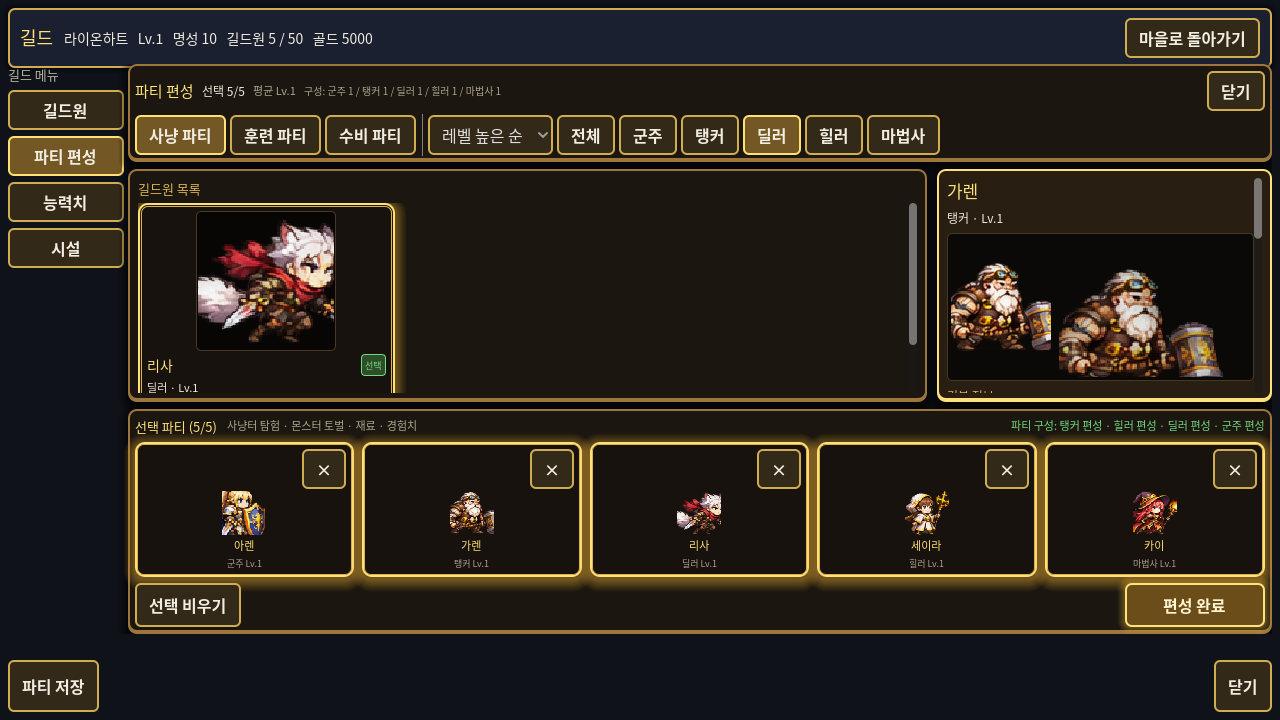 길드 라이온하트 Lv.1 명성 10 길드원 5 / 50 골드 5000
마을로 돌아가기
길드 메뉴
길드원
파티 편성
능력치
시설
파티 편성 선택 5/5 평균 Lv.1 구성: 군주 1 / 탱커 1 / 딜러 1 / 힐러 1 / 마법사 1
닫기
사냥 파티 훈련 파티 수비 파티 레벨 높은 순 전체 군주 탱커 딜러 힐러 마법사
길드원 목록
리사
선택
딜러 · Lv.1
가렌
탱커 · Lv.1
선택 파티 (5/5) 사냥터 탐험 · 몬스터 토벌 · 재료 · 경험치
파티 구성: 탱커 편성 · 힐러 편성 · 딜러 편성 · 군주 편성
× × × × ×
아렌 가렌 리사 세이라 카이
군주 Lv.1 탱커 Lv.1 딜러 Lv.1 힐러 Lv.1 마법사 Lv.1
선택 비우기
편성 완료
파티 저장
닫기